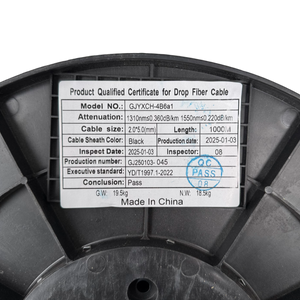 Product Qualified Certificate for Drop Fiber Cable
MODEL NO.: GJYXCH-4B6a1
Attenuation: 1310nm≤0.360dB/km 1550nm≤0.220dB/km
Cable size: 2.0*5.0(mm) Length: 1000M
Cable Sheath Color: Black Production date: 2025-01-03
Inspect Date: 2025-01-03 Inspector: 08
Production number: GJ250103-045
Executive standard: YD/T1997.1-2022
Conclusion: Pass
QC
PASS
08
G.W: 19.5kg N.W: 18.5kg
Made In China